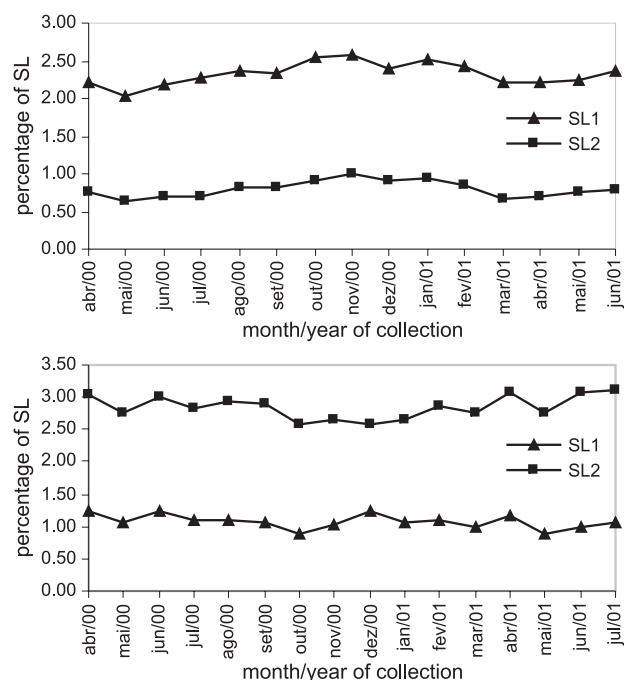 3.00
2.50
2.00
1.50
1.00
0.50
0.00
percentage of SL
SL1
SL2
abr/00
mai/00
jun/00
jul/00
ago/00
set/00
out/00
nov/00
dez/00
jan/01
fev/01
mar/01
abr/01
mai/01
jun/01
month/year of collection
3.50
3.00
2.50
2.00
1.50
1.00
0.00
percentage of SL
SL1
SL2
abr/00
mai/00
jun/00
jul/00
ago/00
set/00
out/00
nov/00
dez/00
jan/01
fev/01
mar/01
abr/01
mai/01
jun/01
jul/01
month/year of collection